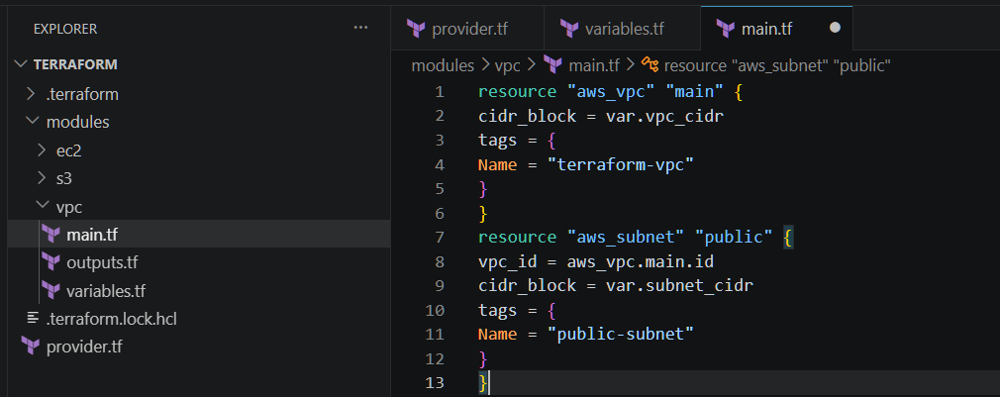 EXPLORER
...
TERRAFORM
.terraform
modules
ec2
s3
vpc
main.tf
outputs.tf
variables.tf
.terraform.lock.hcl
provider.tf
provider.tf variables.tf main.tf
modules > vpc > main.tf > resource "aws_subnet" "public"
1 resource "aws_vpc" "main" {
2 cidr_block = var.vpc_cidr
3 tags = {
4 Name = "terraform-vpc"
5 }
6 }
7 resource "aws_subnet" "public" {
8 vpc_id = aws_vpc.main.id
9 cidr_block = var.subnet_cidr
10 tags = {
11 Name = "public-subnet"
12 }
13 }